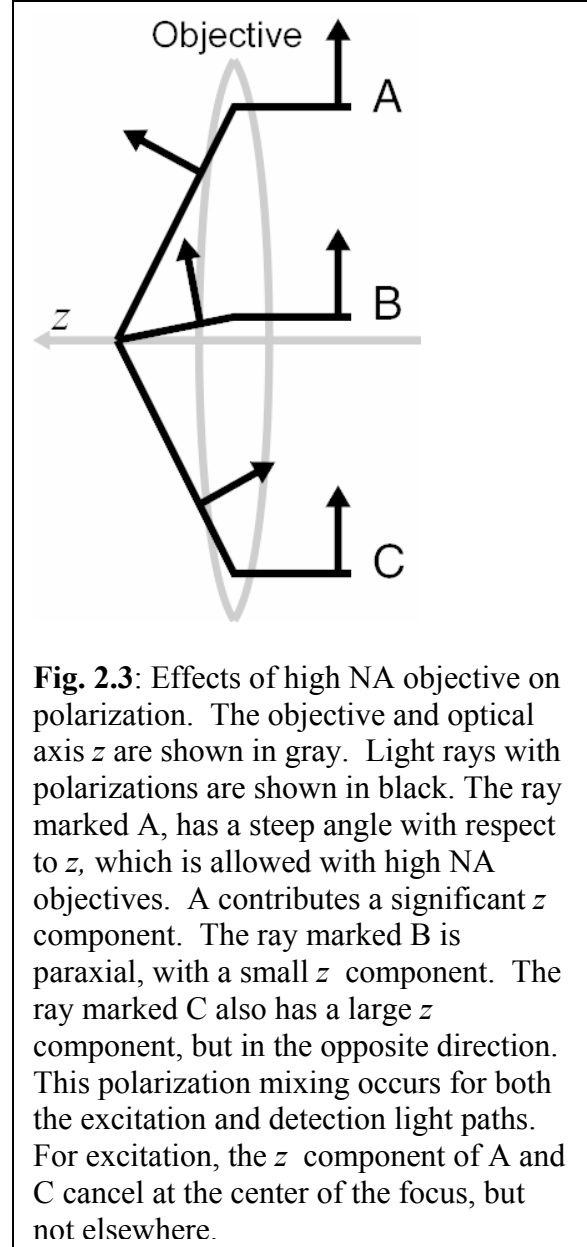 Objective
A
B
z
C
Fig. 2.3: Effects of high NA objective on
polarization. The objective and optical
axis z are shown in gray. Light rays with
polarizations are shown in black. The ray
marked A, has a steep angle with respect
to z, which is allowed with high NA
objectives. A contributes a significant z
component. The ray marked B is
paraxial, with a small z component. The
ray marked C also has a large z
component, but in the opposite direction.
This polarization mixing occurs for both
the excitation and detection light paths.
For excitation, the z component of A and
C cancel at the center of the focus, but
not elsewhere.